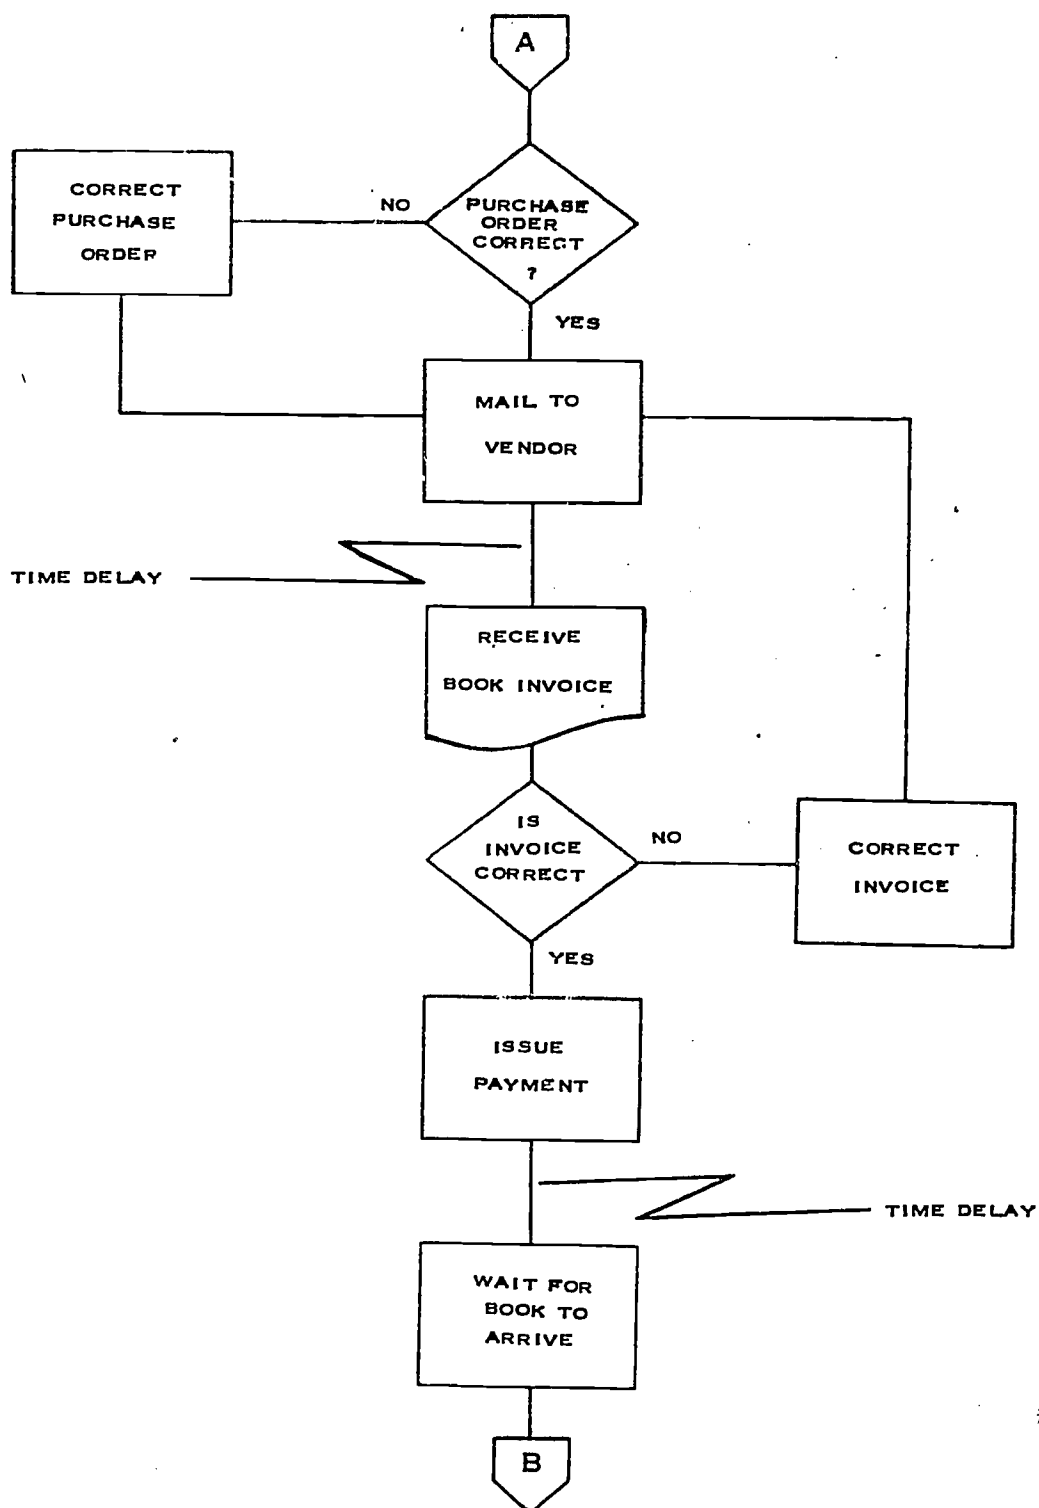 A
CORRECT
PURCHASE
ORDER
NO
PURCHASE
ORDER
CORRECT
?
YES
MAIL TO
VENDOR
TIME DELAY
RECEIVE
BOOK INVOICE
IS
INVOICE
CORRECT
NO
CORRECT
INVOICE
YES
ISSUE
PAYMENT
TIME DELAY
WAIT FOR
BOOK TO
ARRIVE
B